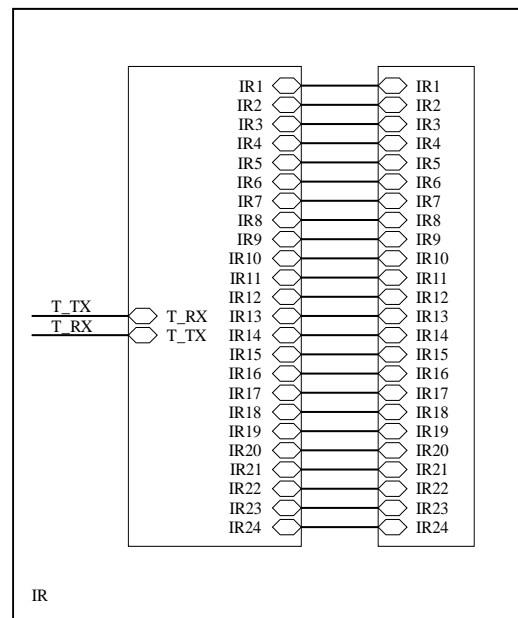 IR1 IR1
IR2 IR2
IR3 IR3
IR4 IR4
IR5 IR5
IR6 IR6
IR7 IR7
IR8 IR8
IR9 IR9
IR10 IR10
IR11 IR11
IR12 IR12
T_TX T_RX IR13 IR13
T_RX T_TX IR14 IR14
IR15 IR15
IR16 IR16
IR17 IR17
IR18 IR18
IR19 IR19
IR20 IR20
IR21 IR21
IR22 IR22
IR23 IR23
IR24 IR24
IR